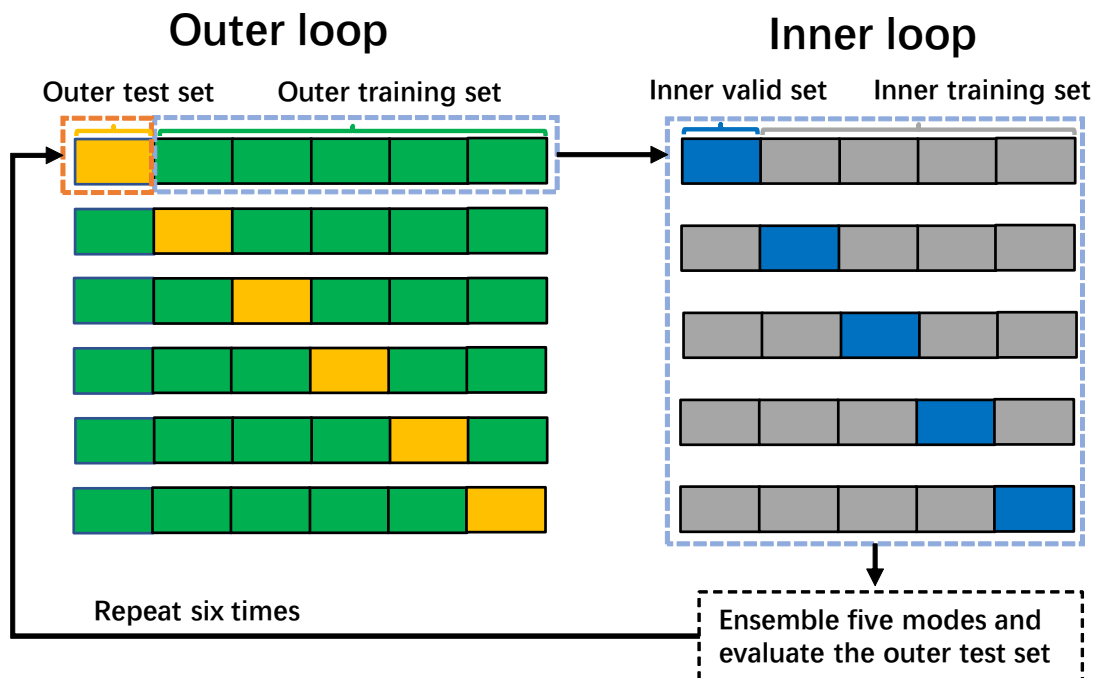 Outer loop
Inner loop
Outer test set
Outer training set
Inner valid set
Inner training set
Repeat six times
Ensemble five modes and
evaluate the outer test set